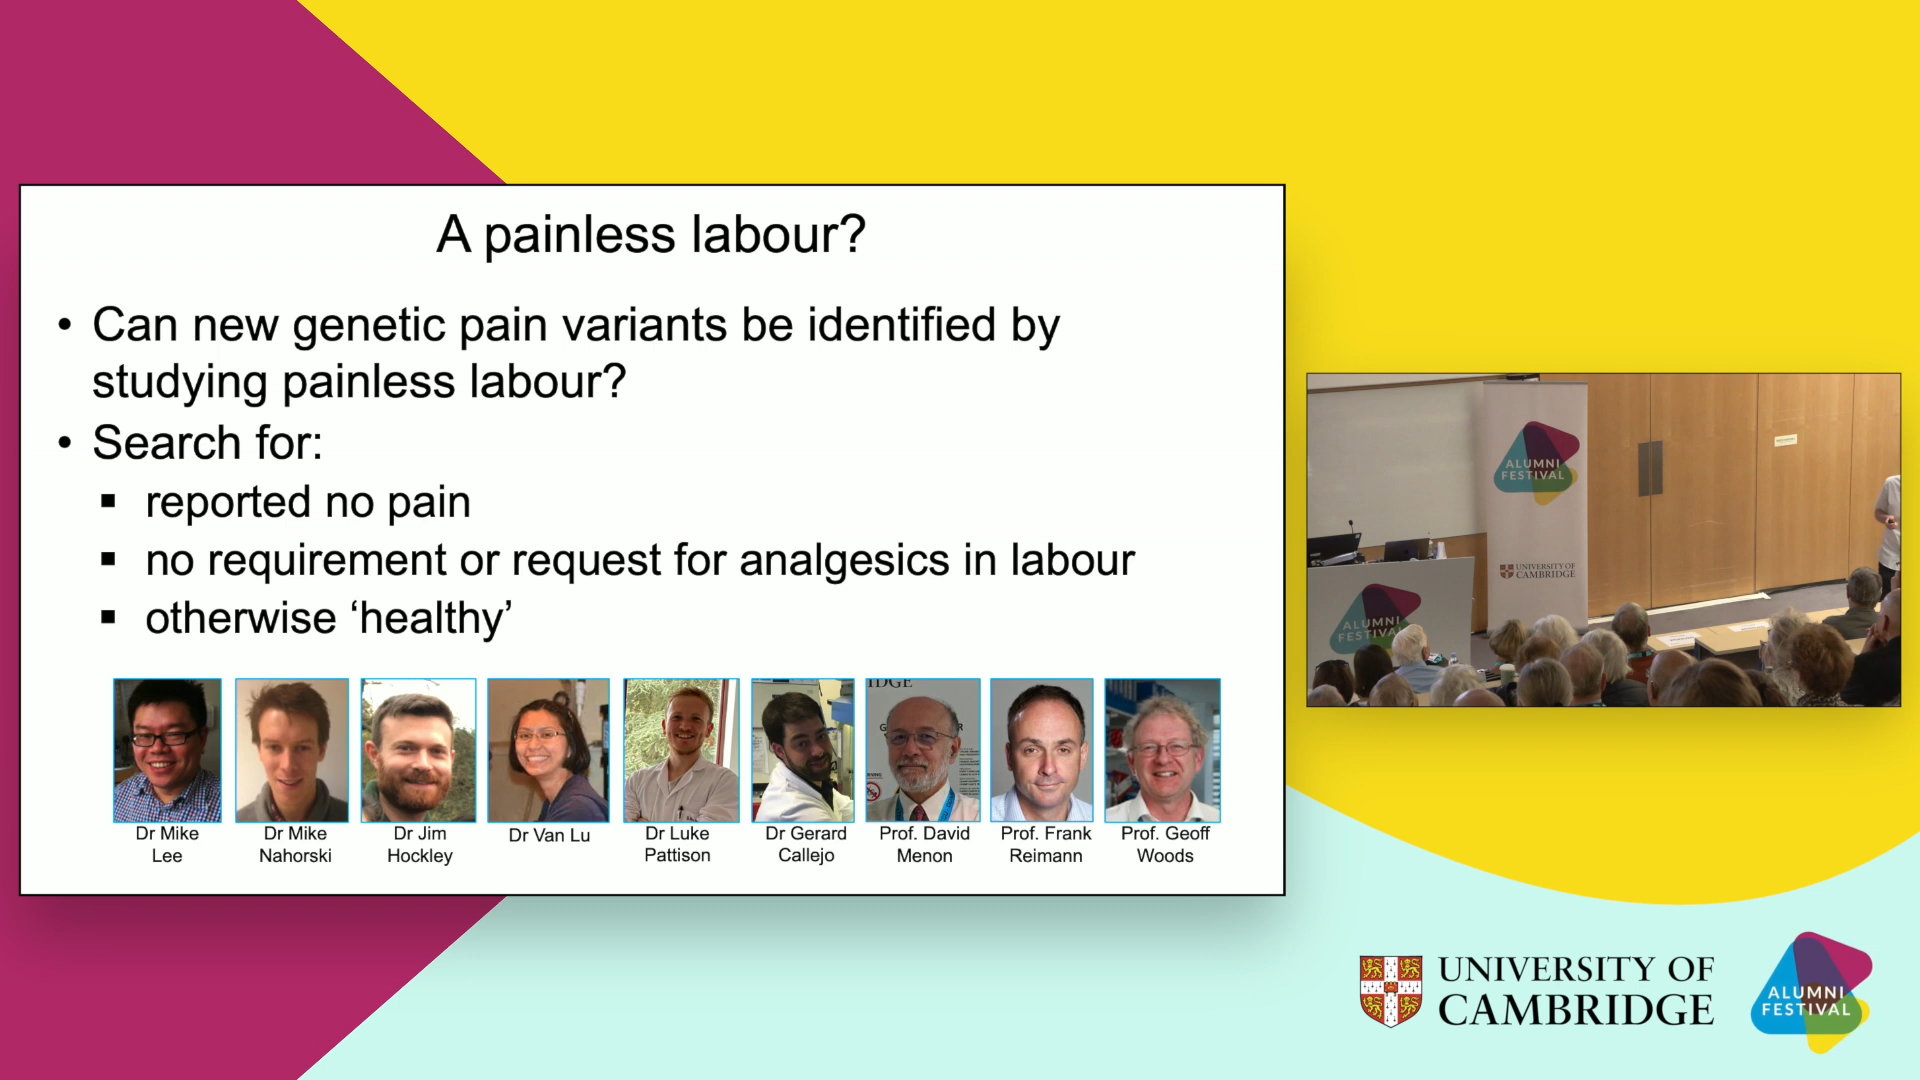 A painless labour?
• Can new genetic pain variants be identified by
studying painless labour?
• Search for:
▪ reported no pain
▪ no requirement or request for analgesics in labour
▪ otherwise ‘healthy’
IDGE
Dr Mike
Lee
Dr Mike
Nahorski
Dr Jim
Hockley
Dr Van Lu
Dr Luke
Pattison
Dr Gerard
Callejo
Prof. David
Menon
Prof. Frank
Reimann
Prof. Geoff
Woods
ALUMNI
FESTIVAL
UNIVERSITY OF
CAMBRIDGE
ALUMNI
FESTIVAL
UNIVERSITY OF
CAMBRIDGE
ALUMNI
FESTIVAL